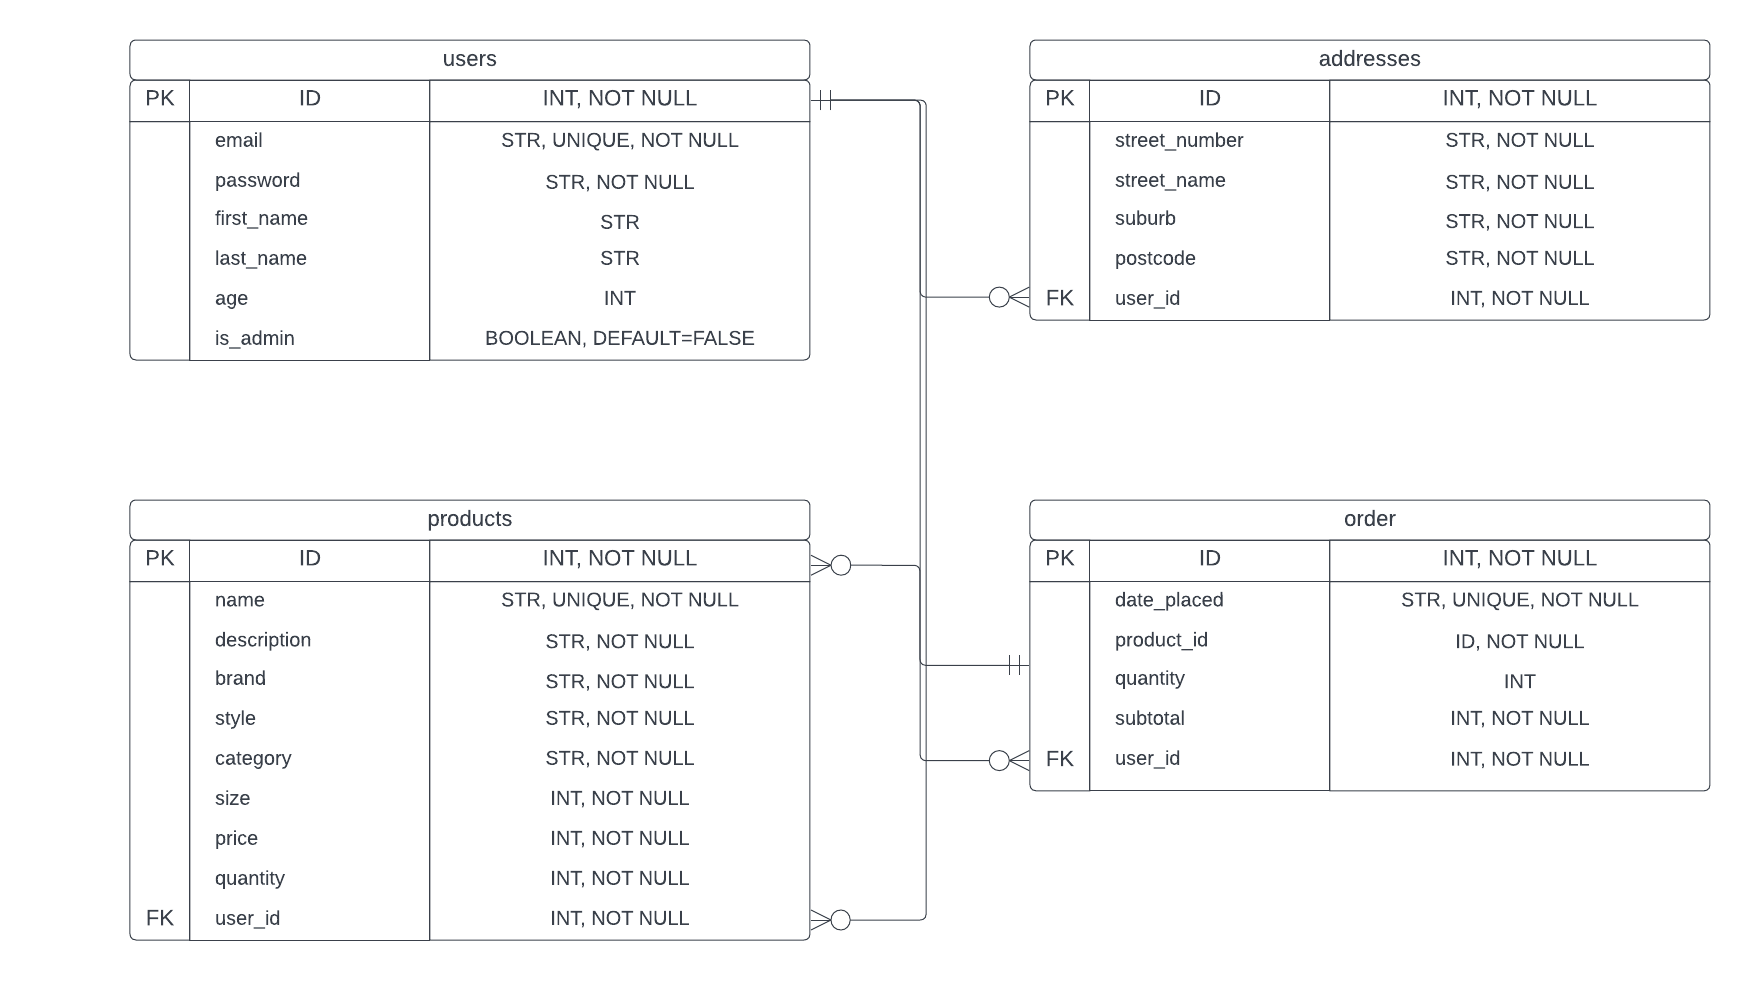 users
PK ID INT, NOT NULL
email STR, UNIQUE, NOT NULL
password STR, NOT NULL
first_name STR
last_name STR
age INT
is_admin BOOLEAN, DEFAULT=FALSE
addresses
PK ID INT, NOT NULL
street_number STR, NOT NULL
street_name STR, NOT NULL
suburb STR, NOT NULL
postcode STR, NOT NULL
FK user_id INT, NOT NULL
products
PK ID INT, NOT NULL
name STR, UNIQUE, NOT NULL
description STR, NOT NULL
brand STR, NOT NULL
style STR, NOT NULL
category STR, NOT NULL
size INT, NOT NULL
price INT, NOT NULL
quantity INT, NOT NULL
FK user_id INT, NOT NULL
order
PK ID INT, NOT NULL
date_placed STR, UNIQUE, NOT NULL
product_id ID, NOT NULL
quantity INT
subtotal INT, NOT NULL
FK user_id INT, NOT NULL